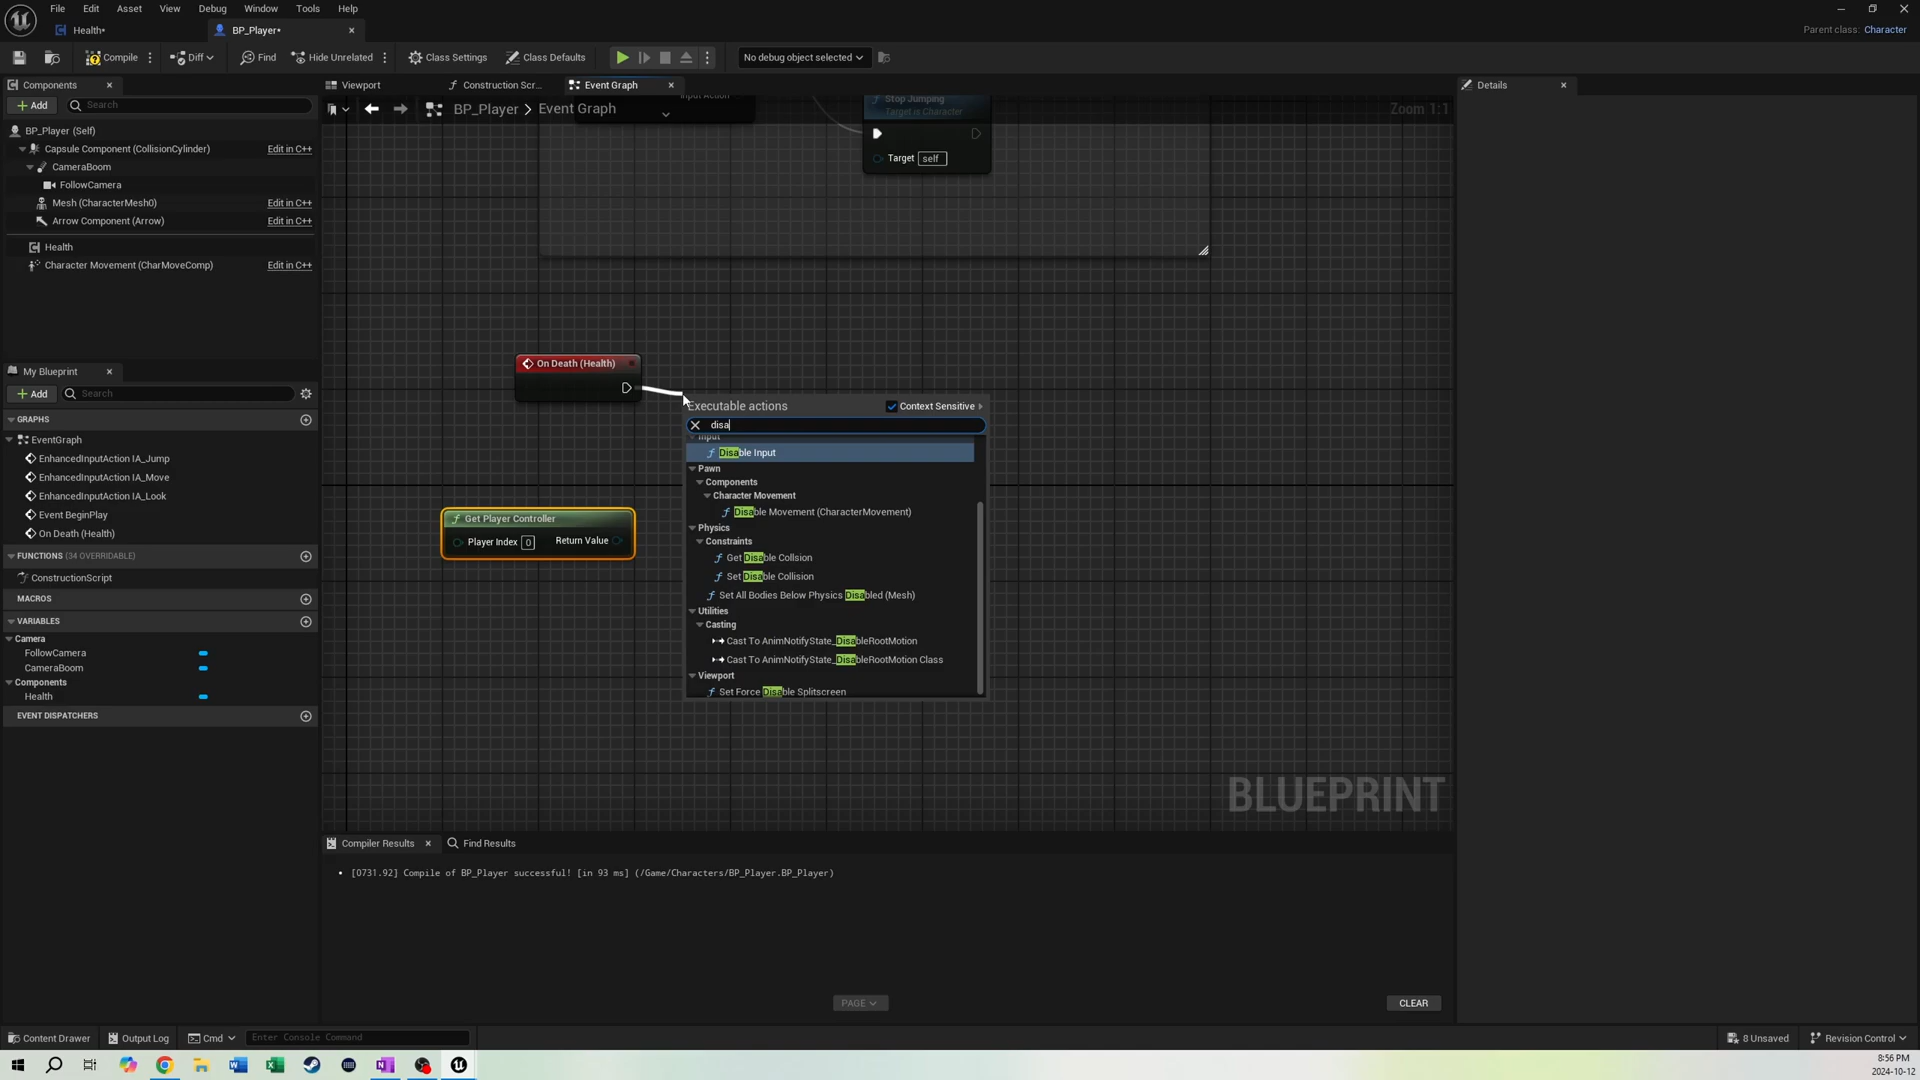 File Edit Asset View Window Debug Tools Help
Health•
BP_Player•
Parent class: Character
Compile
Diff
Find
Hide Unrelated
Class Settings
Class Defaults
No debug object selected
Components
Viewport
Construction Scr...
Event Graph
Details
Add
Search
BP_Player > Event Graph
Zoom 1:1
BP_Player (Self)
Capsule Component (CollisionCylinder) Edit in C++
CameraBoom
FollowCamera
Mesh (CharacterMesh0) Edit in C++
Arrow Component (Arrow) Edit in C++
Health
Character Movement (CharMoveComp) Edit in C++
Input Action
Stop Jumping
Target is Character
Target self
My Blueprint
Add
Search
GRAPHS
EventGraph
EnhancedInputAction IA_Jump
EnhancedInputAction IA_Move
EnhancedInputAction IA_Look
Event BeginPlay
On Death (Health)
FUNCTIONS (34 OVERRIDABLE)
ConstructionScript
MACROS
VARIABLES
Camera
FollowCamera
CameraBoom
Components
Health
EVENT DISPATCHERS
On Death (Health)
Get Player Controller
Player Index 0 Return Value
Executable actions
Context Sensitive
disa
Input
Disable Input
Pawn
Components
Character Movement
Disable Movement (CharacterMovement)
Physics
Constraints
Get Disable Collsion
Set Disable Collision
Set All Bodies Below Physics Disabled (Mesh)
Utilities
Casting
Cast To AnimNotifyState_DisableRootMotion
Cast To AnimNotifyState_DisableRootMotion Class
Viewport
Set Force Disable Splitscreen
BLUEPRINT
Compiler Results
Find Results
• [0731.92] Compile of BP_Player successful! [in 93 ms] (/Game/Characters/BP_Player.BP_Player)
PAGE
CLEAR
Content Drawer
Output Log
Cmd
Enter Console Command
8 Unsaved
Revision Control
8:56 PM
2024-10-12